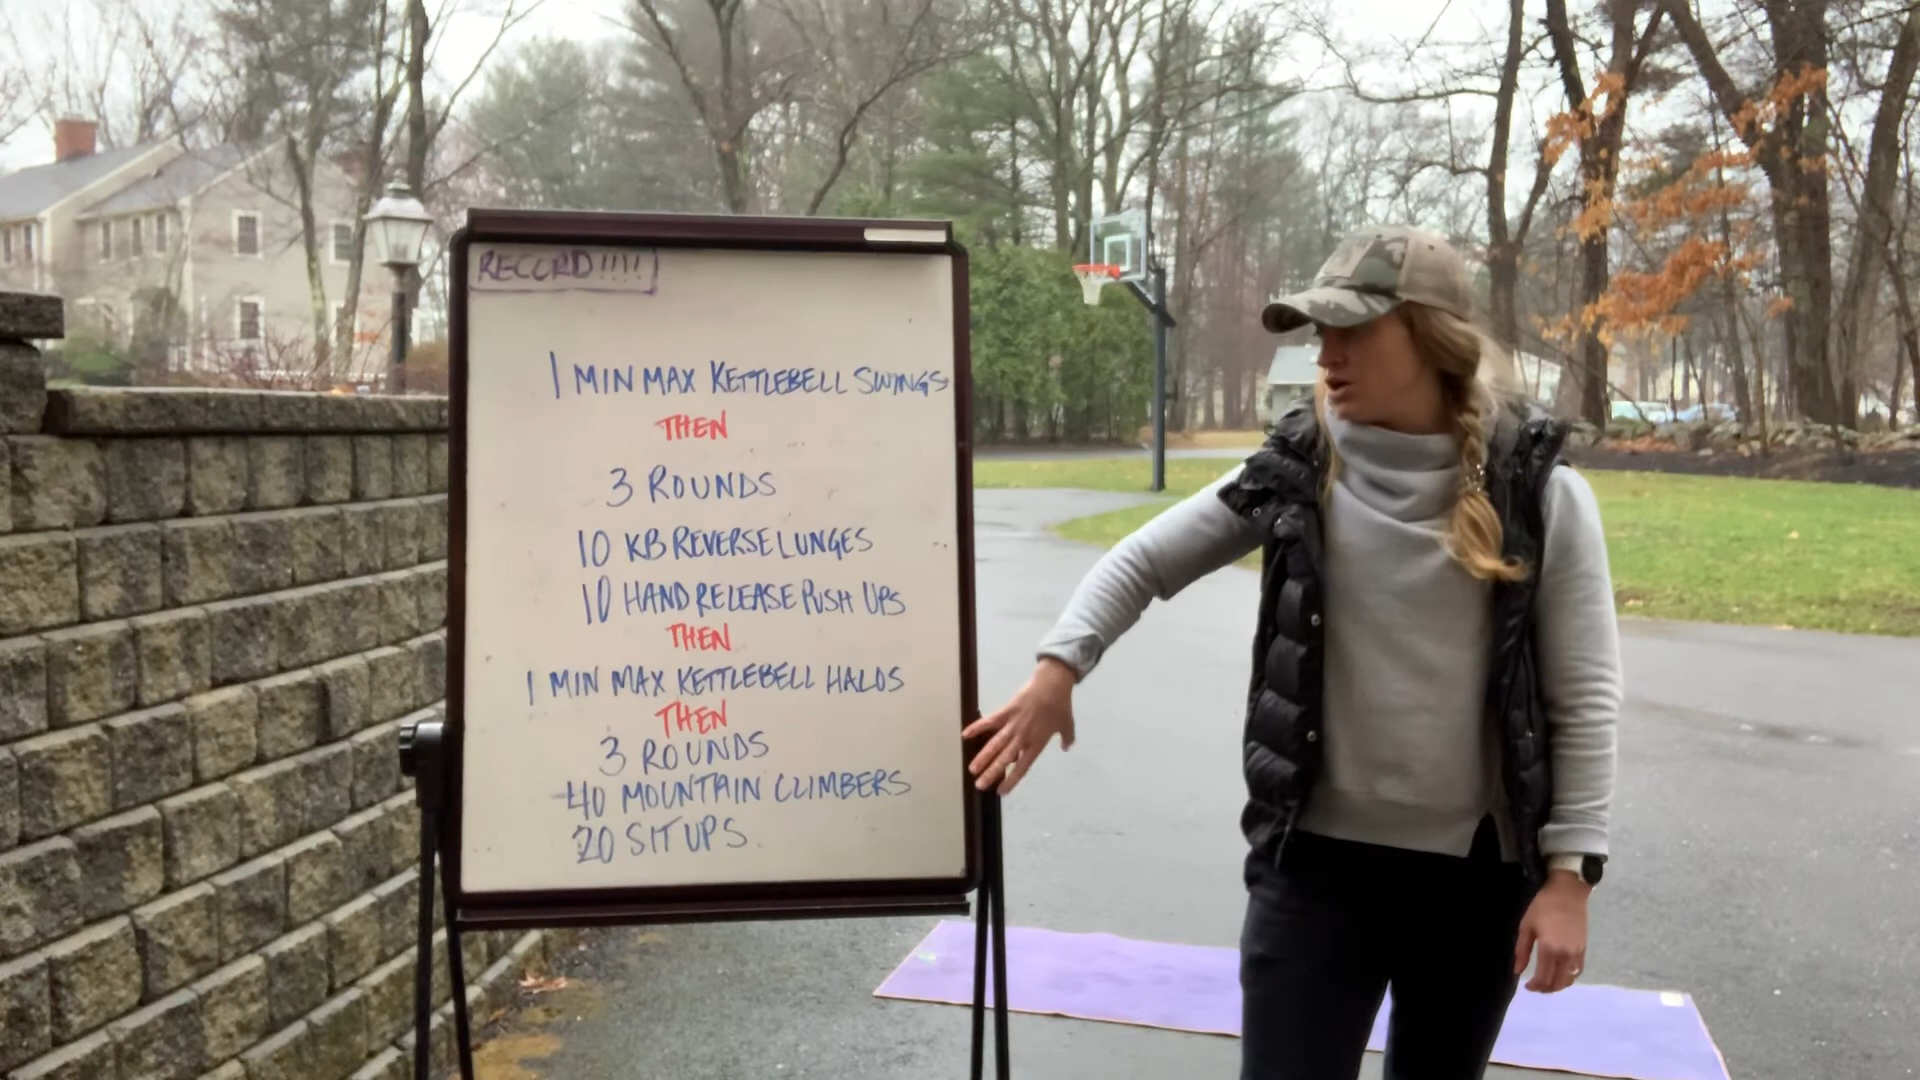 RECORD!!!!
1 MIN MAX KETTLEBELL SWINGS
THEN
3 ROUNDS
10 KB REVERSE LUNGES
10 HAND RELEASE PUSH UPS
THEN
1 MIN MAX KETTLEBELL HALOS
THEN
3 ROUNDS
40 MOUNTAIN CLIMBERS
20 SIT UPS